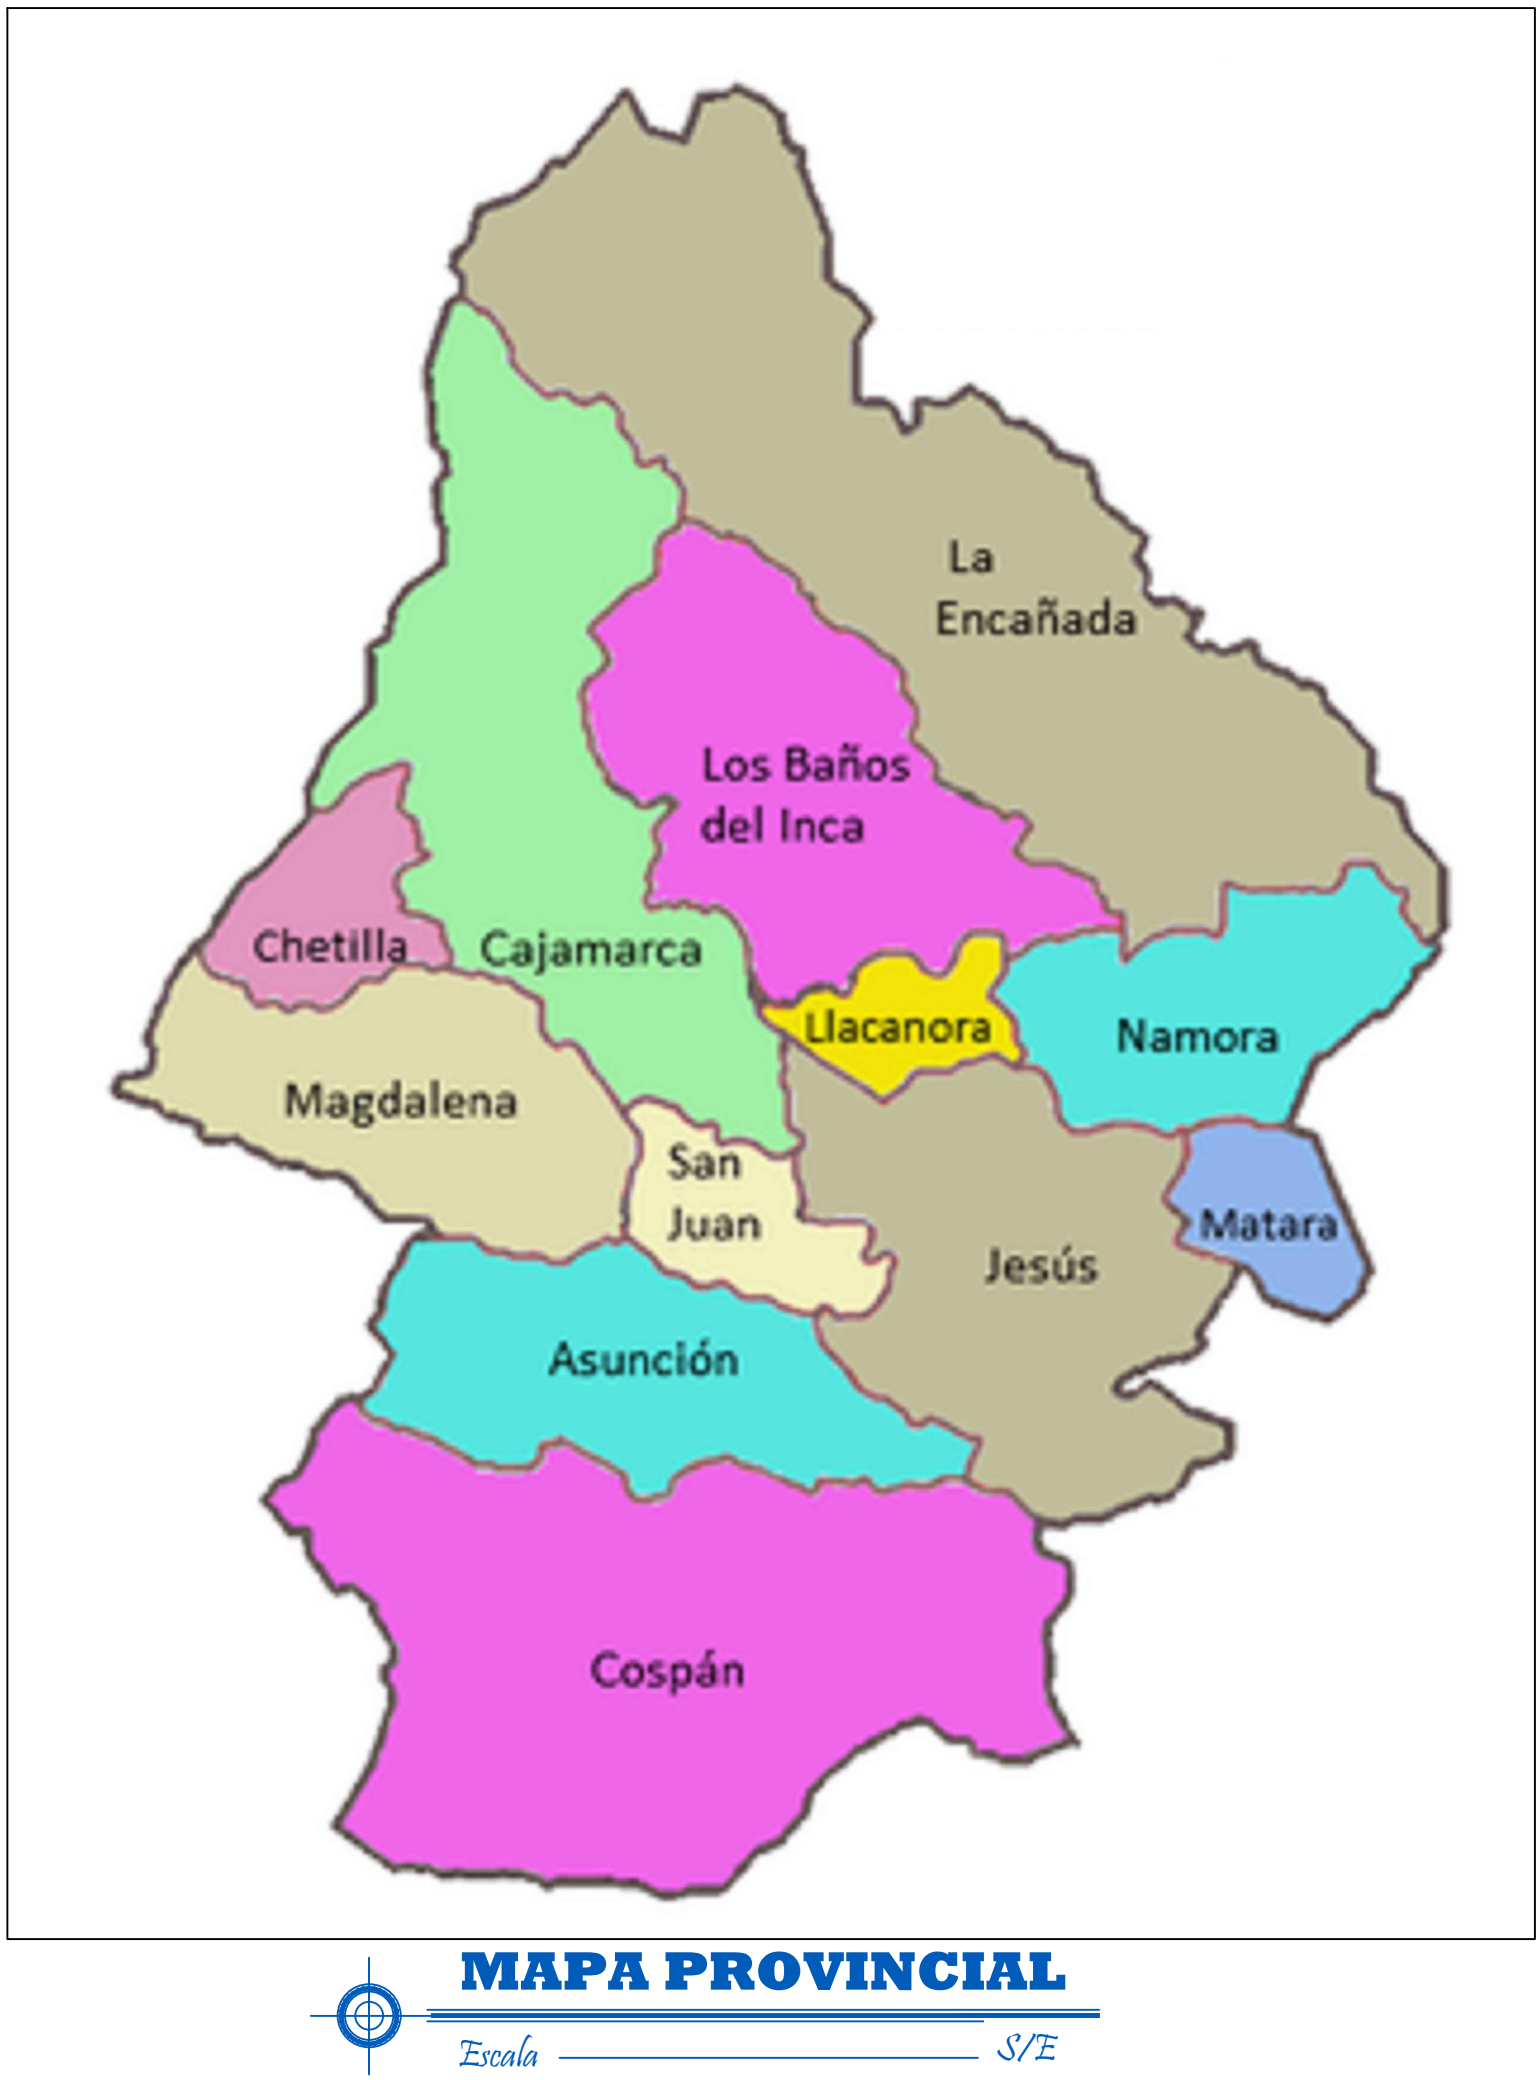 La
Encañada
Los Baños
del Inca
Chetilla
Cajamarca
Llacanora
Namora
Magdalena
San
Juan
Matara
Jesús
Asunción
Cospán
MAPA PROVINCIAL
Escala
S/E